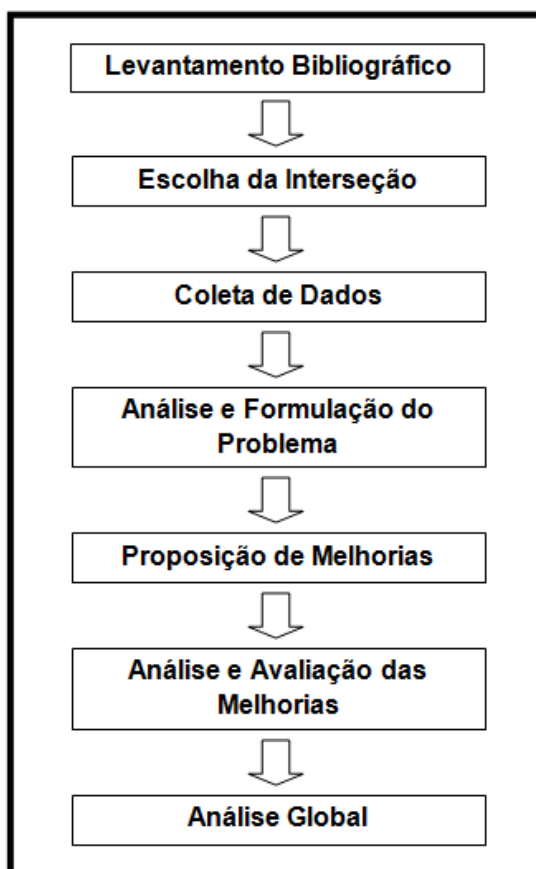 Levantamento Bibliográfico
Escolha da Interseção
Coleta de Dados
Análise e Formulação do
Problema
Proposição de Melhorias
Análise e Avaliação das
Melhorias
Análise Global